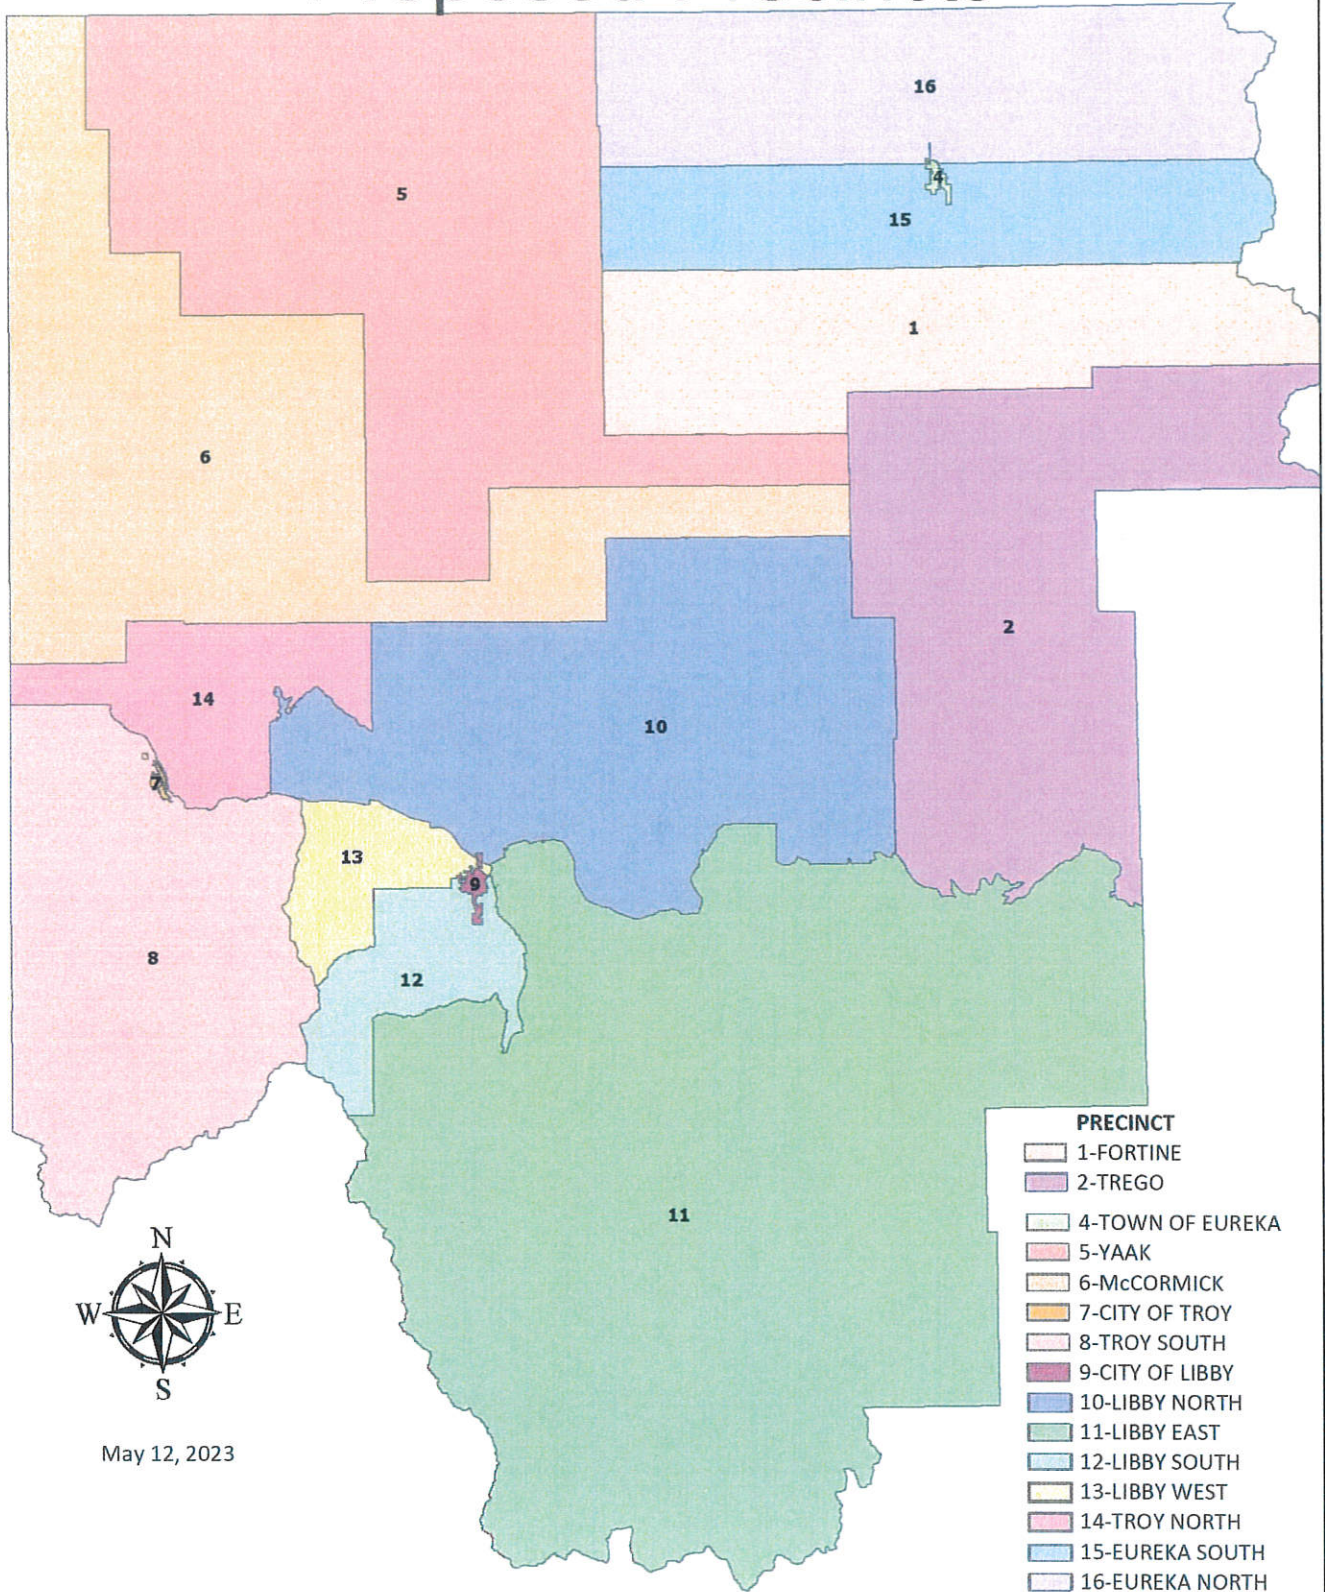 16
4
5
15
1
6
2
14
10
7
13
9
8
12
11
N
W
E
S
May 12, 2023
PRECINCT
1-FORTINE
2-TREGO
4-TOWN OF EUREKA
5-YAAK
6-McCORMICK
7-CITY OF TROY
8-TROY SOUTH
9-CITY OF LIBBY
10-LIBBY NORTH
11-LIBBY EAST
12-LIBBY SOUTH
13-LIBBY WEST
14-TROY NORTH
15-EUREKA SOUTH
16-EUREKA NORTH